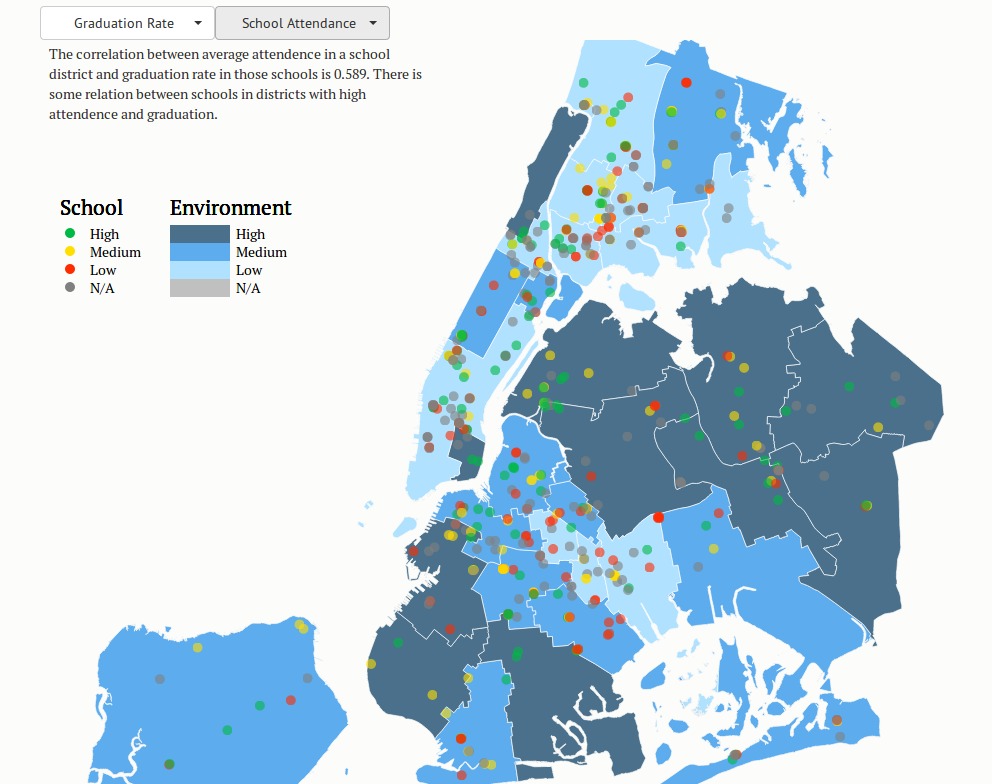 Graduation Rate
School Attendance
The correlation between average attendence in a school
district and graduation rate in those schools is 0.589. There is
some relation between schools in districts with high
attendence and graduation.
School
Environment
High
High
Medium
Medium
Low
Low
N/A
N/A